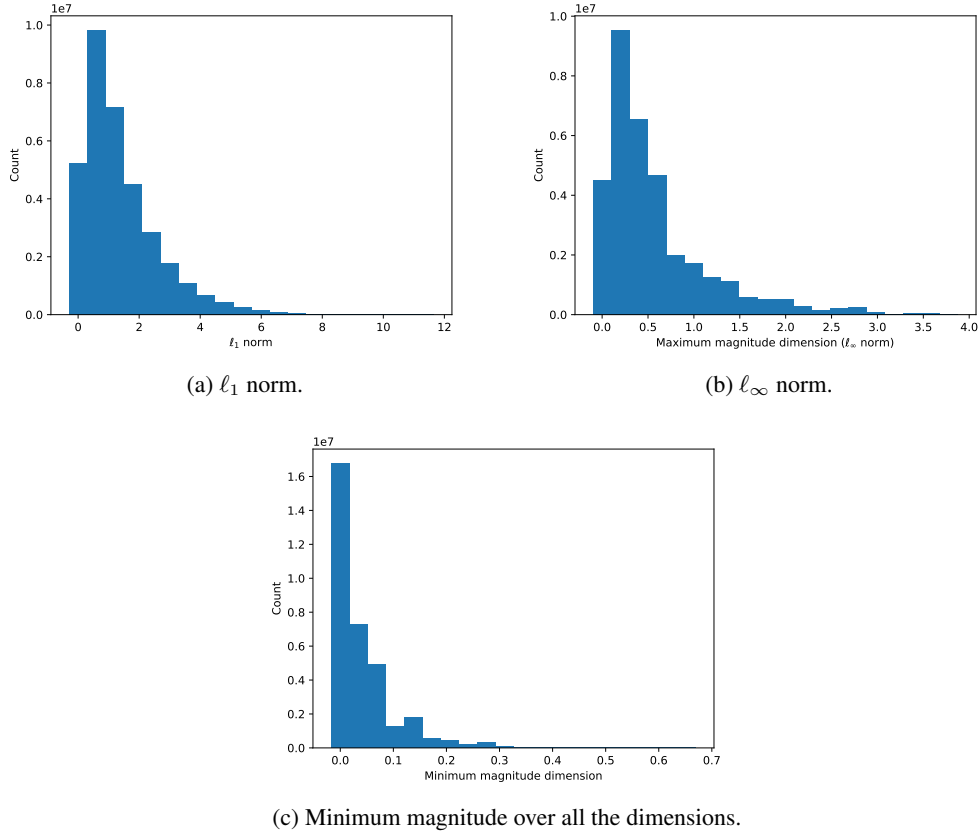 1e7
1.0
0.8
0.6
0.4
0.2
0.0
Count
0 2 4 6 8 10 12
ℓ₁ norm
(a) ℓ₁ norm.
1e7
1.0
0.8
0.6
0.4
0.2
0.0
Count
0.0 0.5 1.0 1.5 2.0 2.5 3.0 3.5 4.0
Maximum magnitude dimension (ℓ∞ norm)
(b) ℓ∞ norm.
1e7
1.6
1.4
1.2
1.0
0.8
0.6
0.4
0.2
0.0
Count
0.0 0.1 0.2 0.3 0.4 0.5 0.6 0.7
Minimum magnitude dimension
(c) Minimum magnitude over all the dimensions.